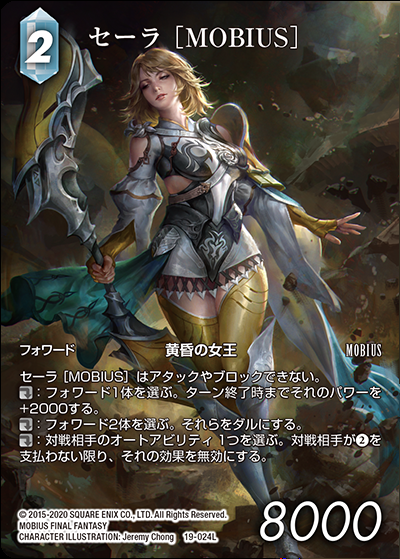 2
セーラ［MOBIUS］
フォワード 黄昏の女王 MOBIUS
セーラ［MOBIUS］はアタックやブロックできない。
：フォワード1体を選ぶ。ターン終了時までそれのパワーを
+2000する。
：フォワード2体を選ぶ。それらをダルにする。
：対戦相手のオートアビリティ 1つを選ぶ。対戦相手が❷を
支払わない限り、それの効果を無効にする。
© 2015-2020 SQUARE ENIX CO., LTD. All Rights Reserved.
MOBIUS FINAL FANTASY
CHARACTER ILLUSTRATION: Jeremy Chong 19-024L
8000